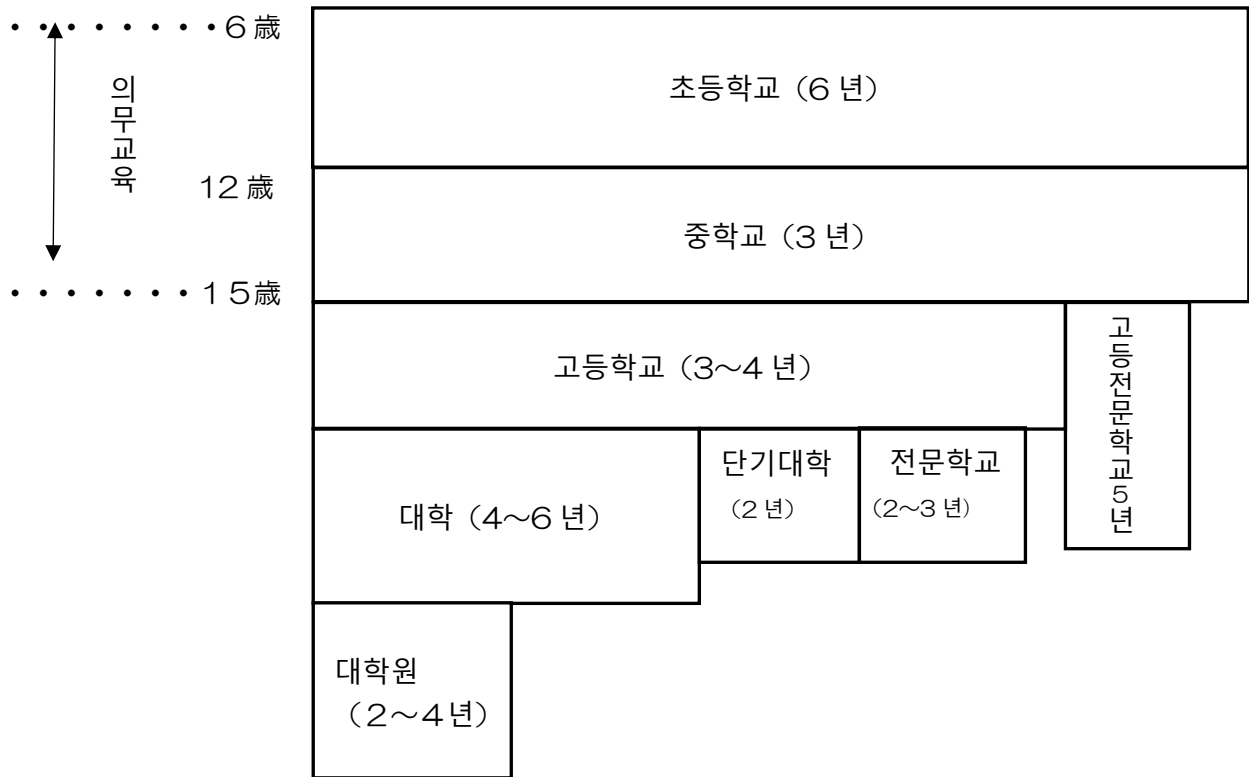 ・・・・・・・・６歳
의무교육
초등학교（６년）
12歳
중학교（３년）
・・・・・・・１５歳
고등학교（3～4년）
고등전문학교5년
대학（4～6년）
단기대학
（2년）
전문학교
（2～3년）
대학원
（２～４년）